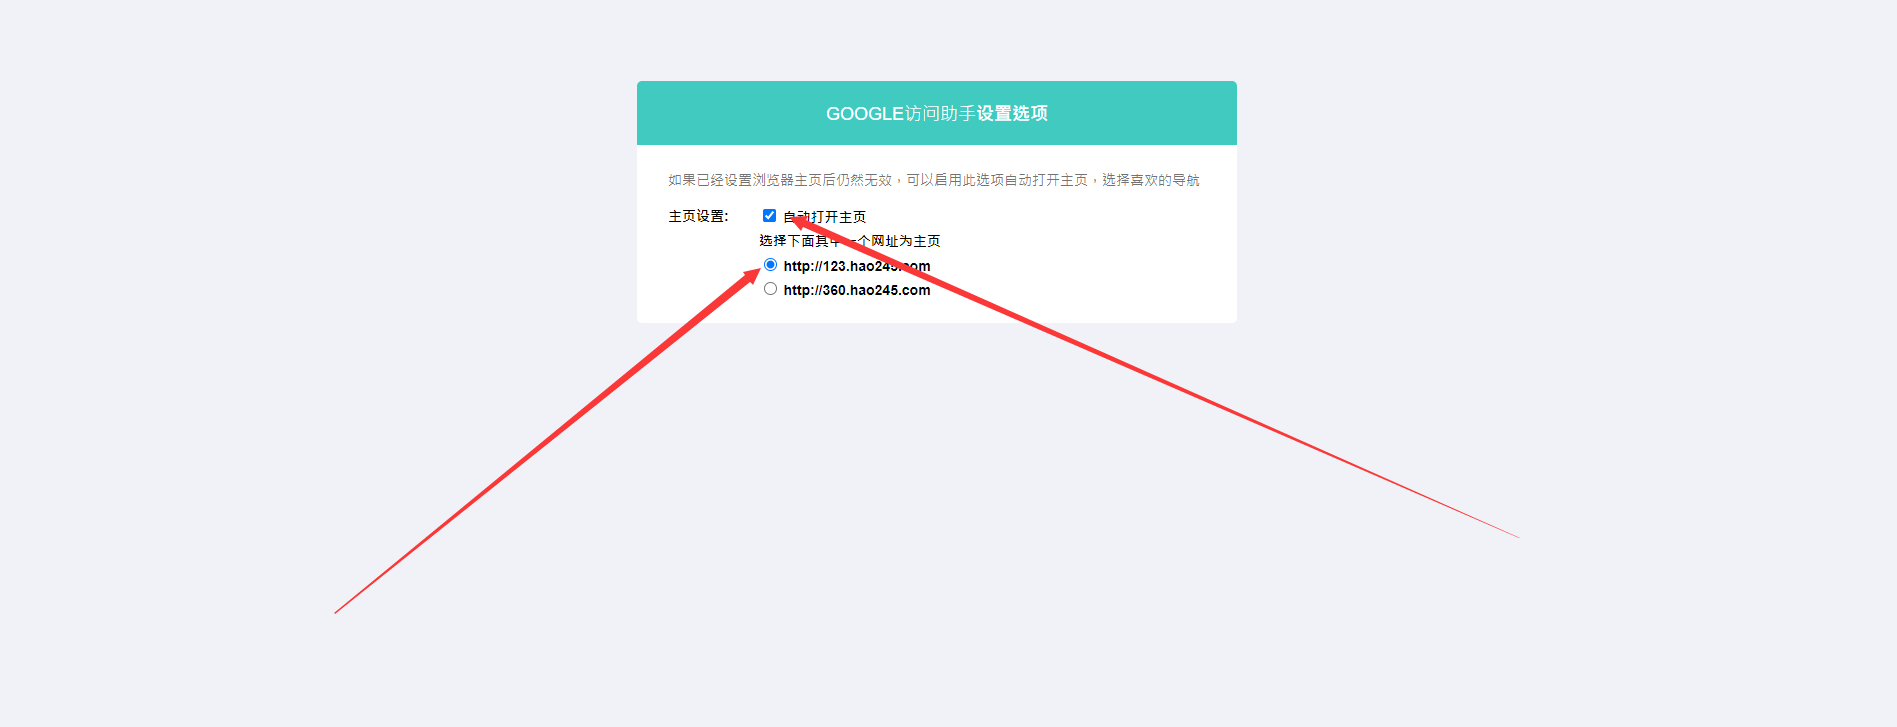 GOOGLE访问助手设置选项
如果已经设置浏览器主页后仍然无效，可以启用此选项自动打开主页，选择喜欢的导航
主页设置: 自动打开主页
选择下面其中一个网址为主页
http://123.hao245.com
http://360.hao245.com